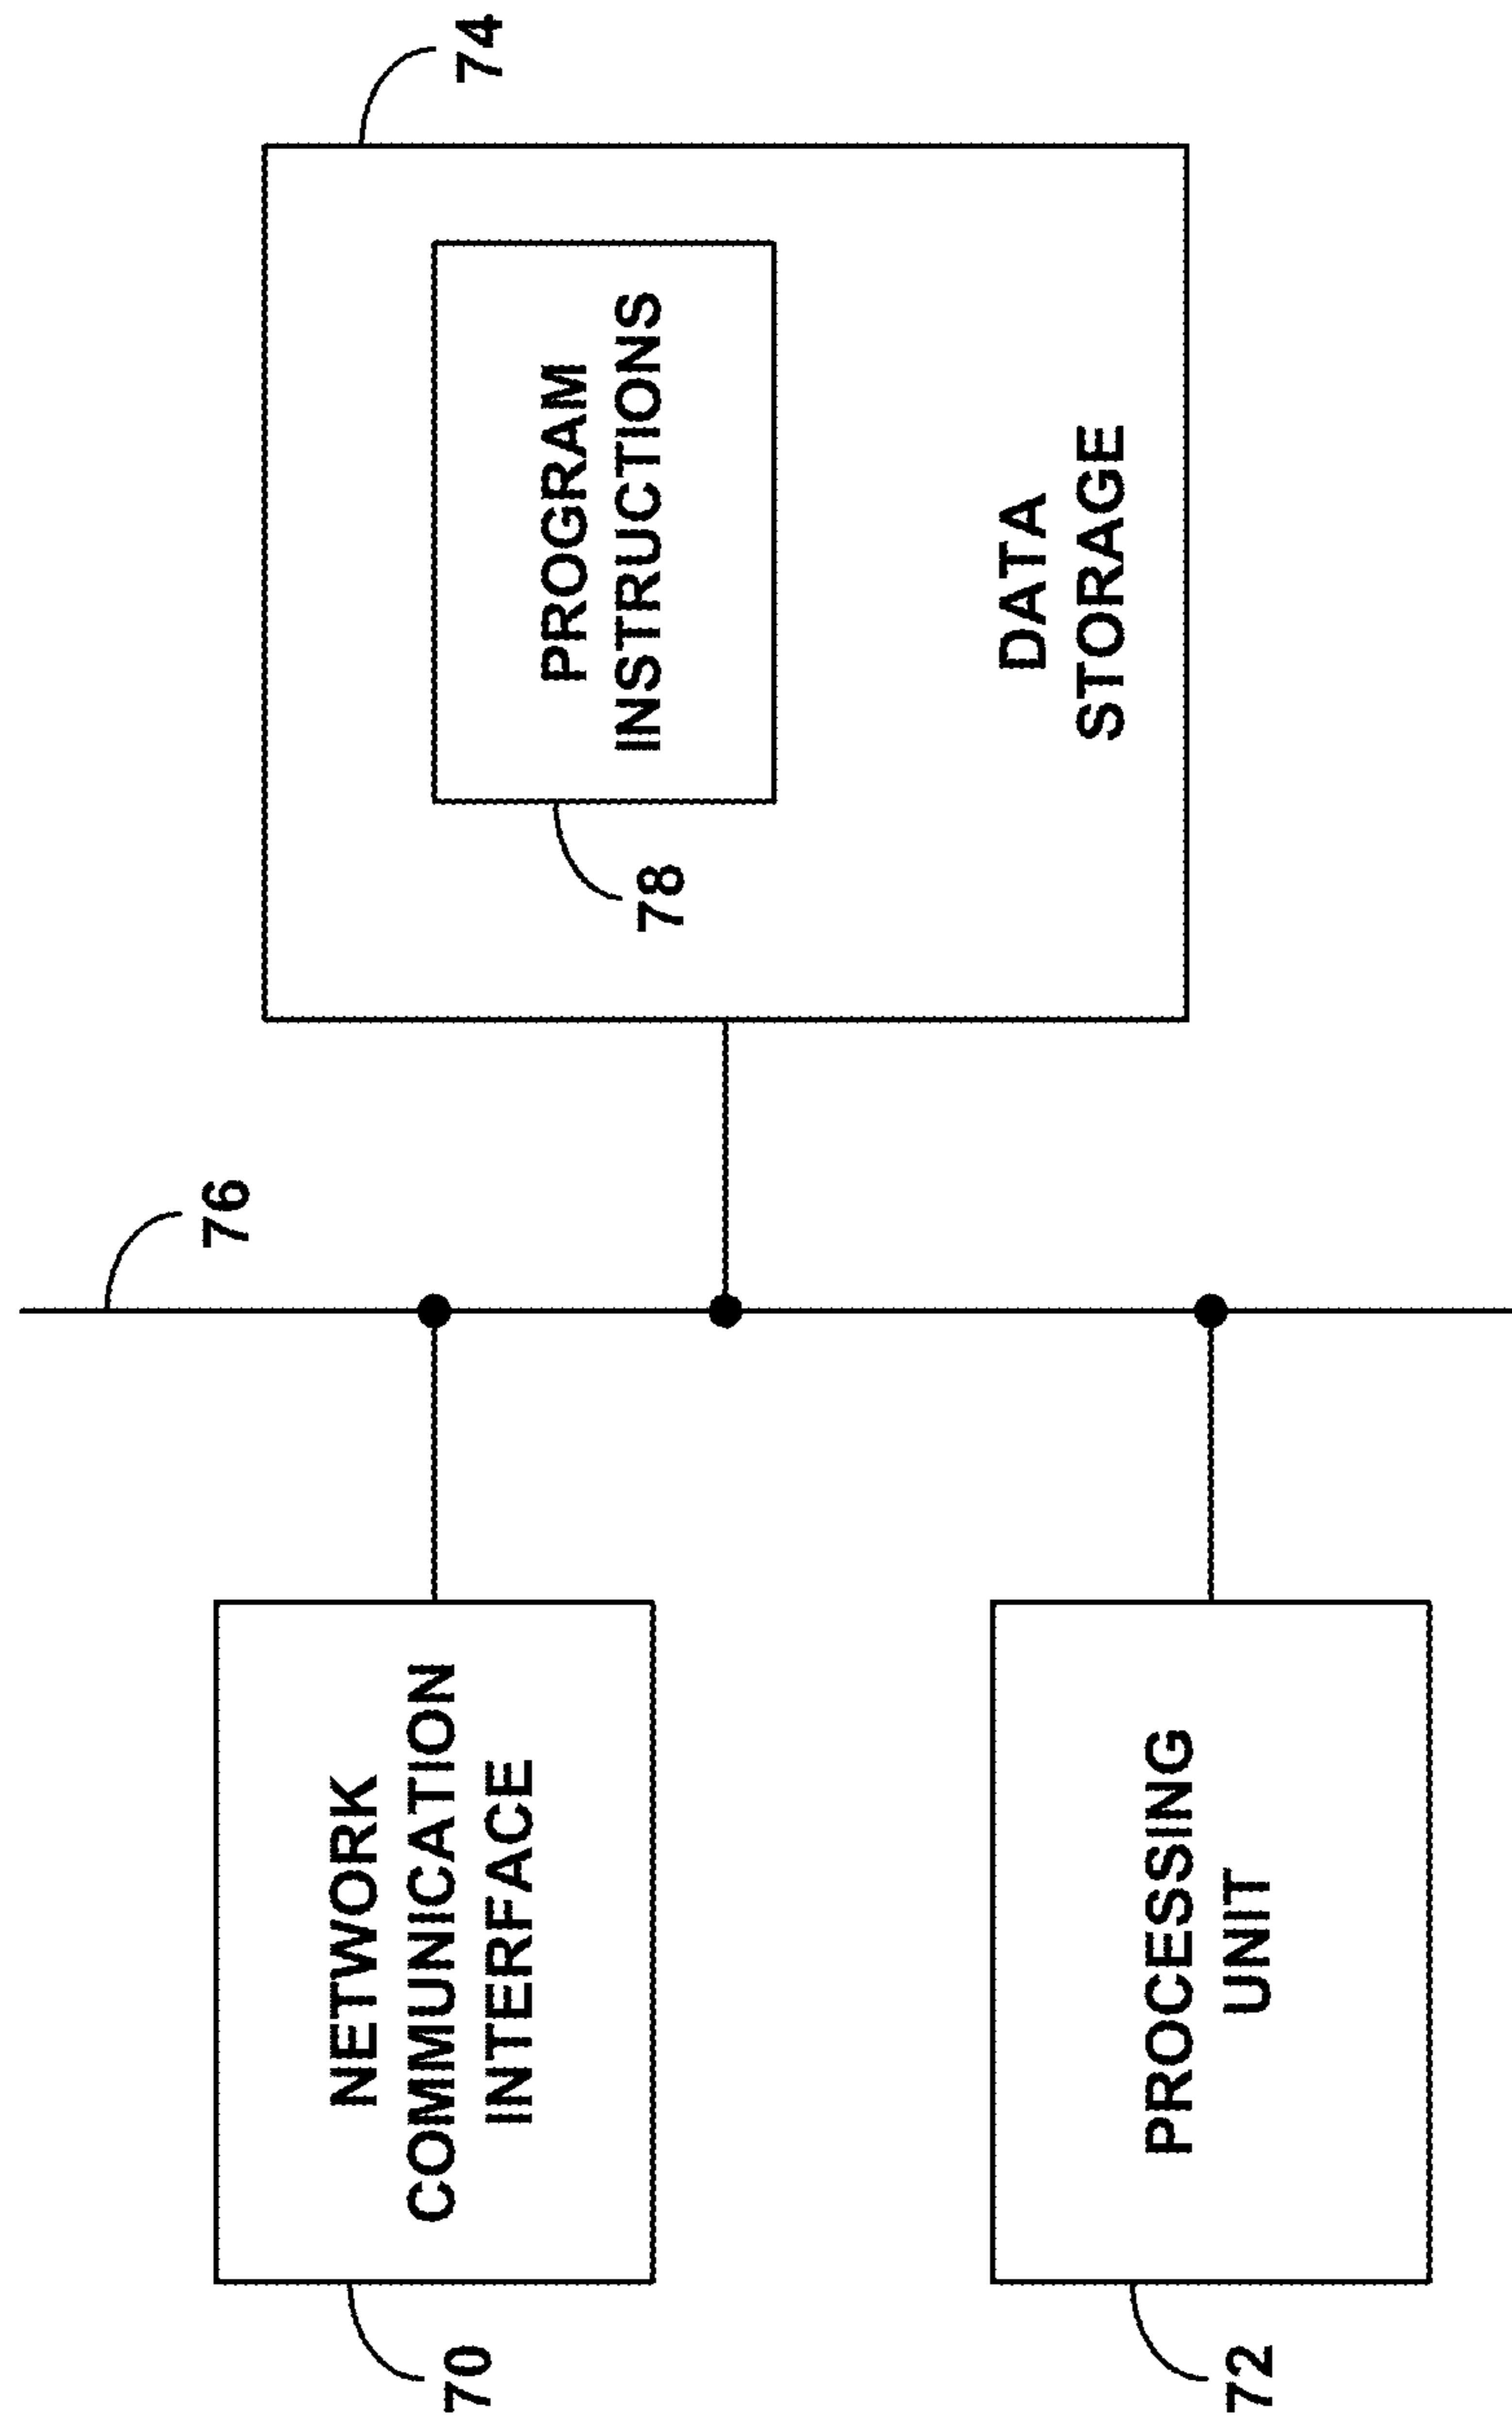 70
NETWORK
COMMUNICATION
INTERFACE
76
74
78
PROGRAM
INSTRUCTIONS
DATA
STORAGE
72
PROCESSING
UNIT